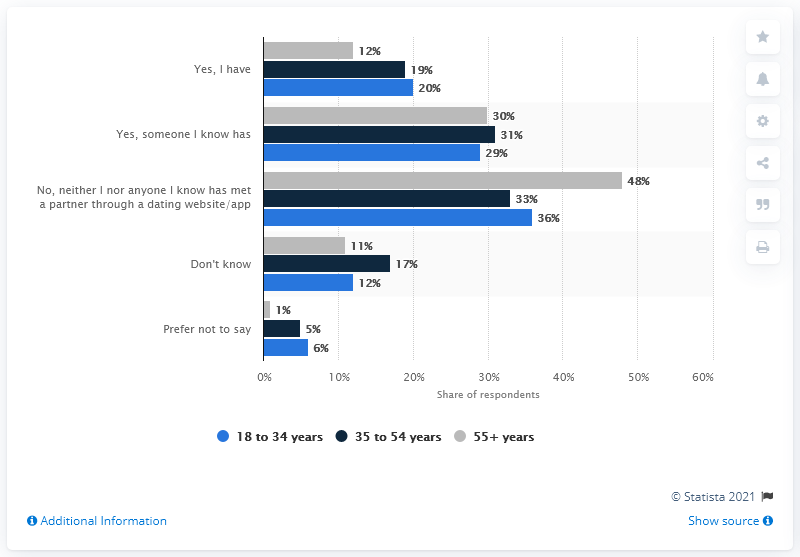 Yes, I have
12%
19%
20%
Yes, someone I know has
30%
31%
29%
No, neither I nor anyone I know has met
a partner through a dating website/app
48%
33%
36%
Don't know
11%
17%
12%
Prefer not to say
1%
5%
6%
0% 10% 20% 30% 40% 50% 60%
Share of respondents
18 to 34 years 35 to 54 years 55+ years
© Statista 2021
Additional Information Show source